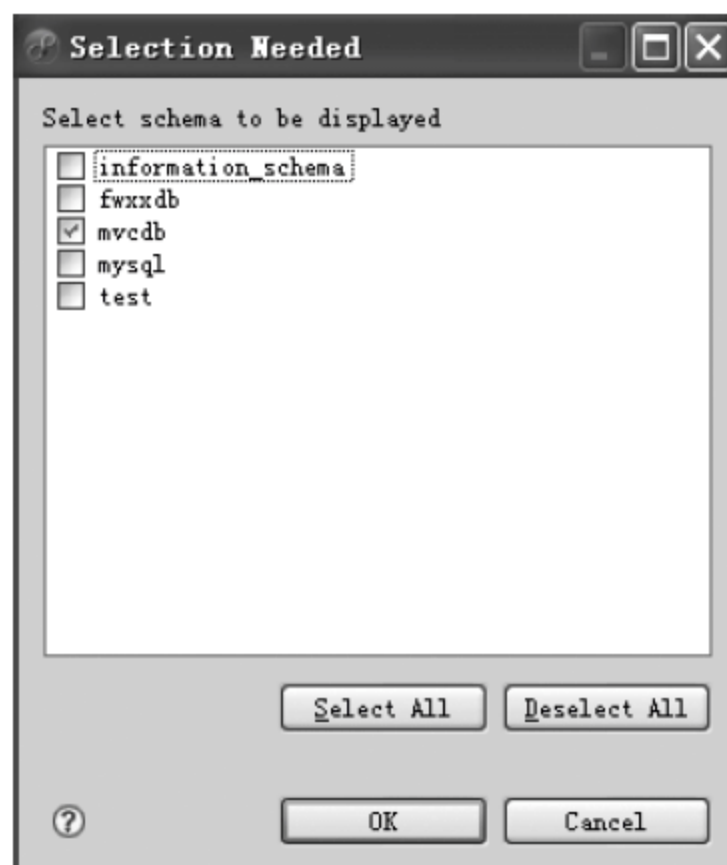 Selection Needed
Select schema to be displayed
information_schema
fwxxdb
mvcdb
mysql
test
Select All
Deselect All
OK
Cancel